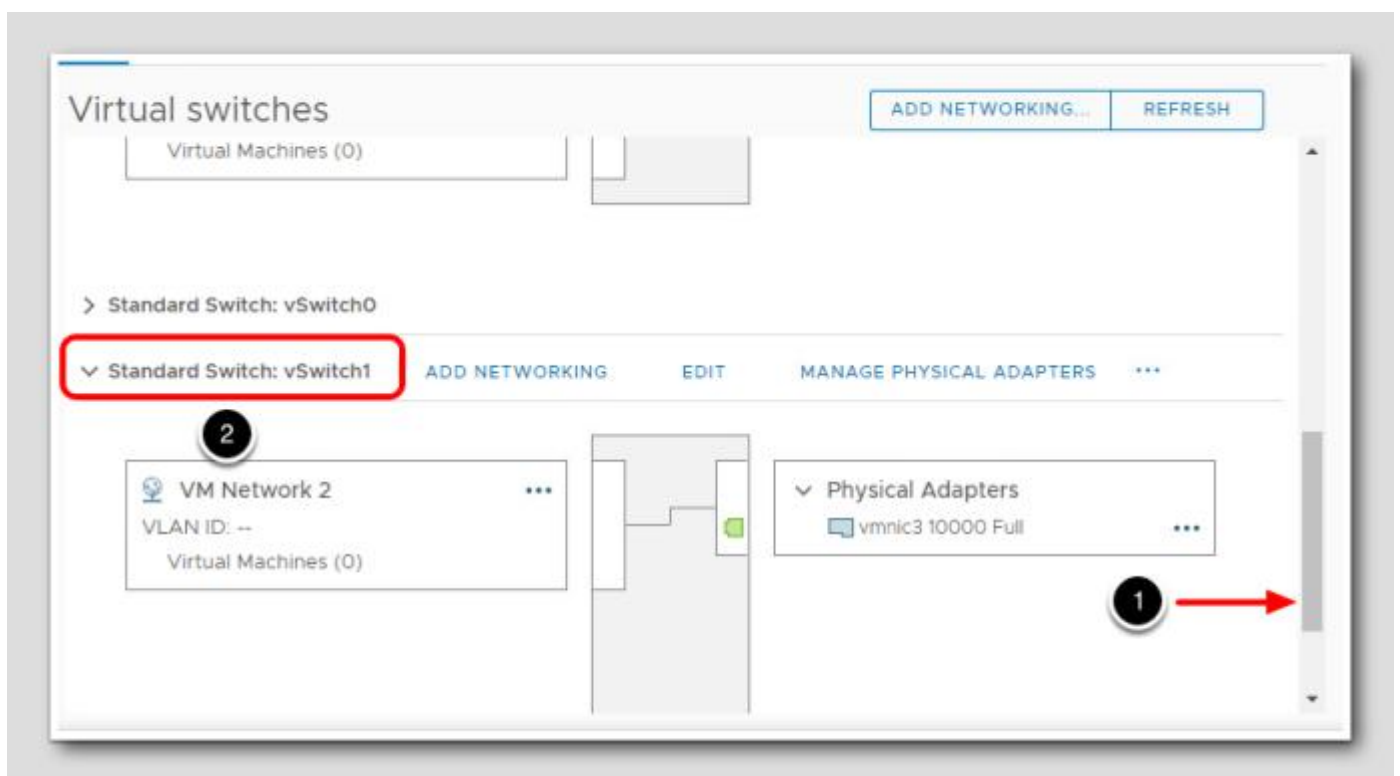 Virtual switches
ADD NETWORKING... REFRESH
Virtual Machines (0)
Standard Switch: vSwitch0
Standard Switch: vSwitch1 ADD NETWORKING EDIT MANAGE PHYSICAL ADAPTERS ...
2
VM Network 2 ...
VLAN ID: --
Virtual Machines (0)
Physical Adapters
vmnic3 10000 Full ...
1